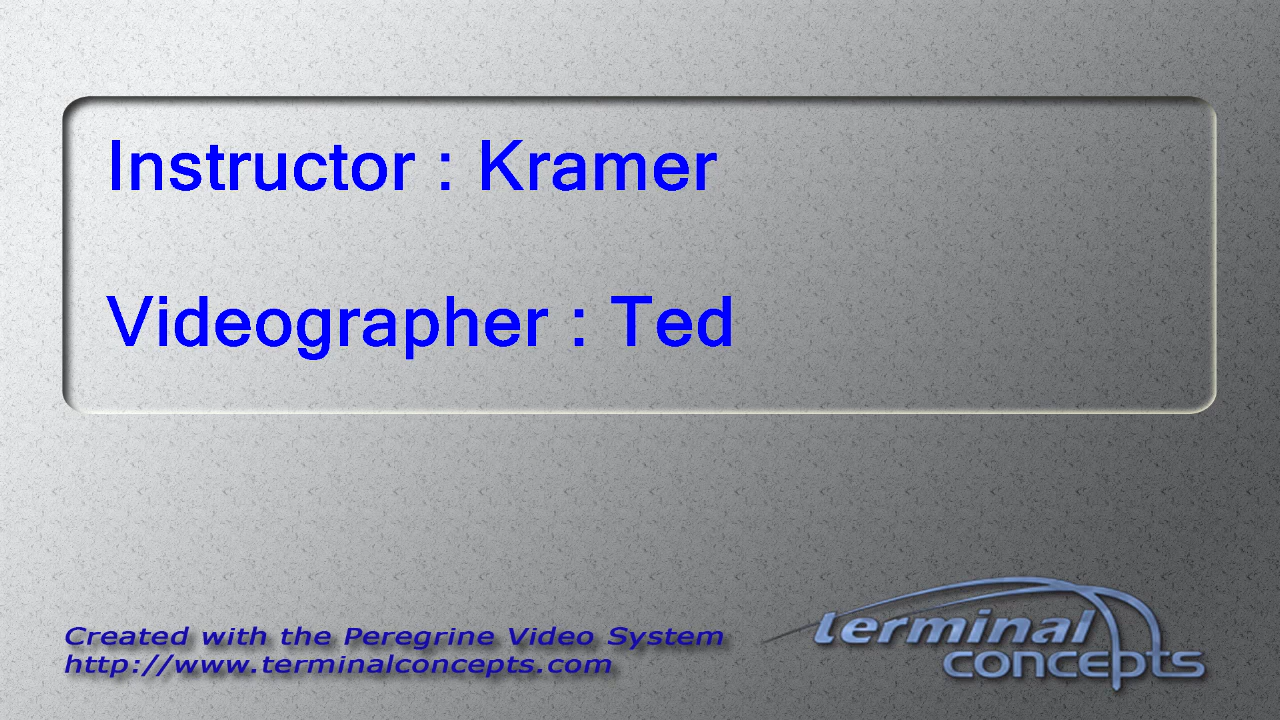 Instructor : Kramer
Videographer : Ted
Created with the Peregrine Video System
http://www.terminalconcepts.com
terminal
concepts